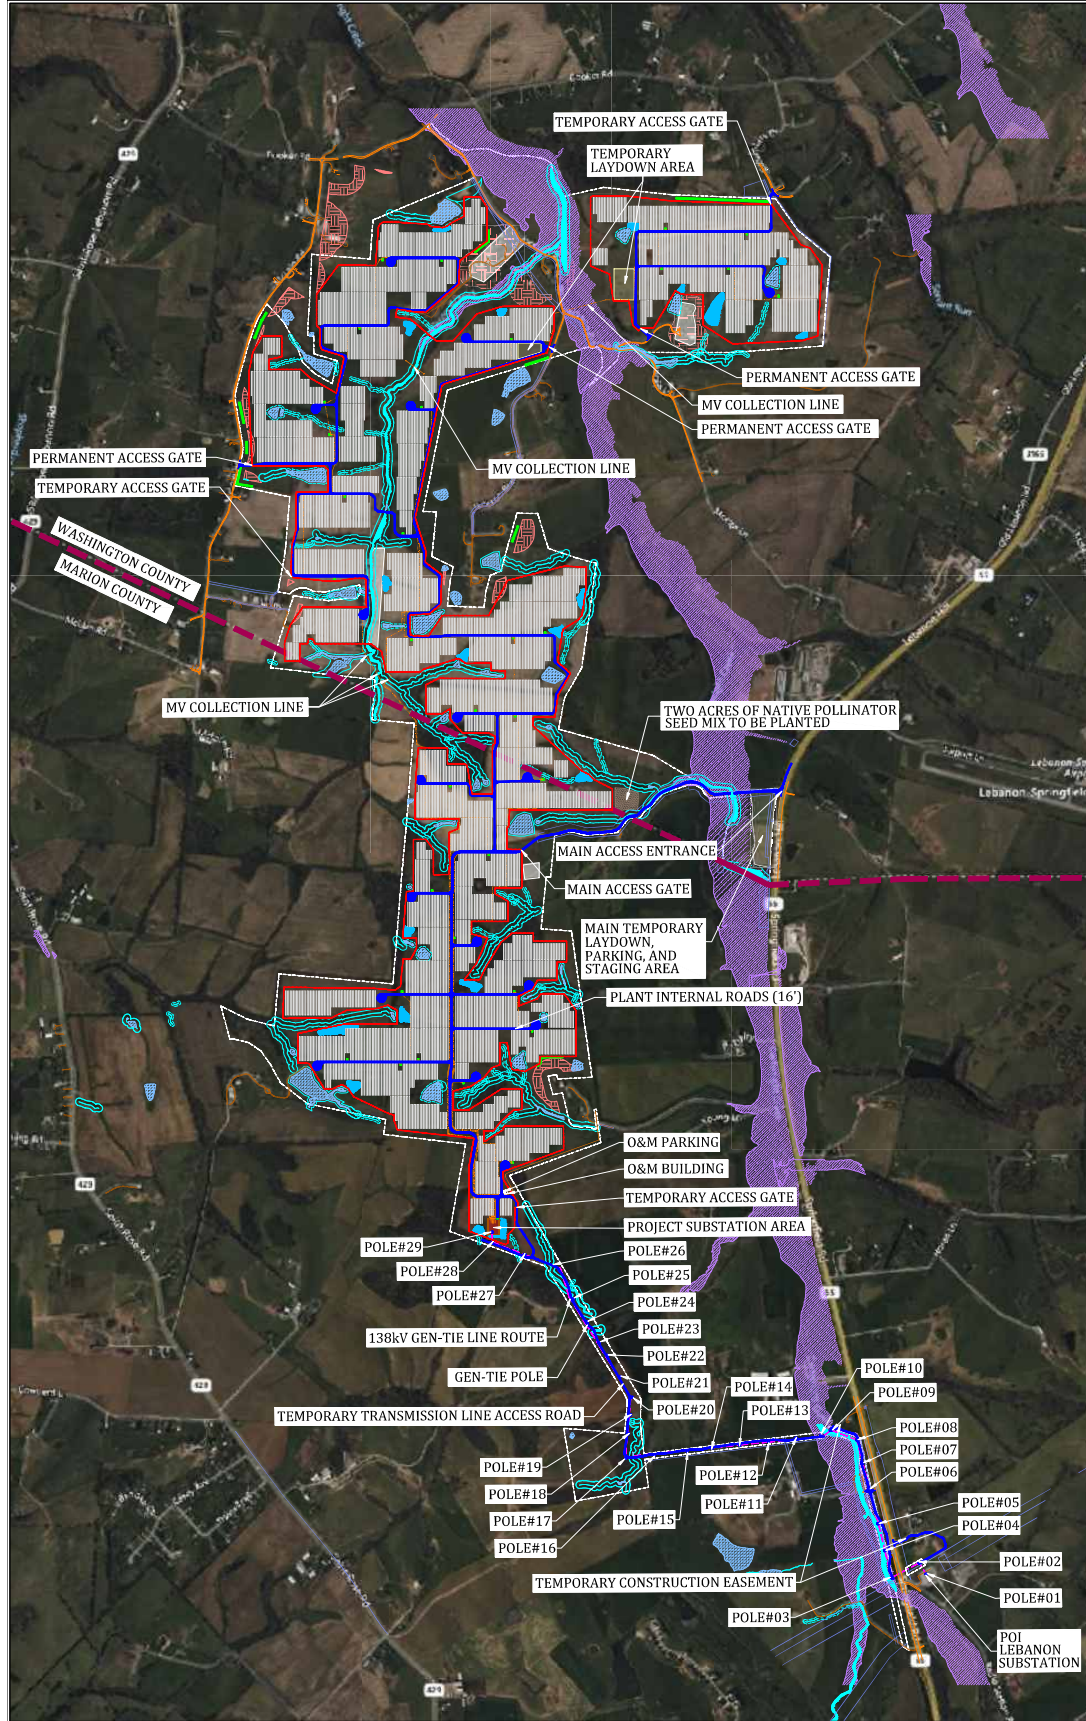 TEMPORARY ACCESS GATE
TEMPORARY
LAYDOWN AREA
PERMANENT ACCESS GATE
MV COLLECTION LINE
PERMANENT ACCESS GATE
MV COLLECTION LINE
PERMANENT ACCESS GATE
TEMPORARY ACCESS GATE
WASHINGTON COUNTY
MARION COUNTY
MV COLLECTION LINE
TWO ACRES OF NATIVE POLLINATOR
SEED MIX TO BE PLANTED
Lebanon-Springfield
MAIN ACCESS ENTRANCE
MAIN ACCESS GATE
MAIN TEMPORARY
LAYDOWN,
PARKING, AND
STAGING AREA
PLANT INTERNAL ROADS (16')
O&M PARKING
O&M BUILDING
TEMPORARY ACCESS GATE
PROJECT SUBSTATION AREA
POLE#29
POLE#28
POLE#27
POLE#26
POLE#25
POLE#24
POLE#23
POLE#22
POLE#21
POLE#20
138kV GEN-TIE LINE ROUTE
GEN-TIE POLE
TEMPORARY TRANSMISSION LINE ACCESS ROAD
POLE#19
POLE#18
POLE#17
POLE#16
POLE#15
POLE#14
POLE#13
POLE#12
POLE#11
POLE#10
POLE#09
POLE#08
POLE#07
POLE#06
POLE#05
POLE#04
POLE#02
POLE#01
POLE#03
TEMPORARY CONSTRUCTION EASEMENT
POI
LEBANON
SUBSTATION
429
429
55
55